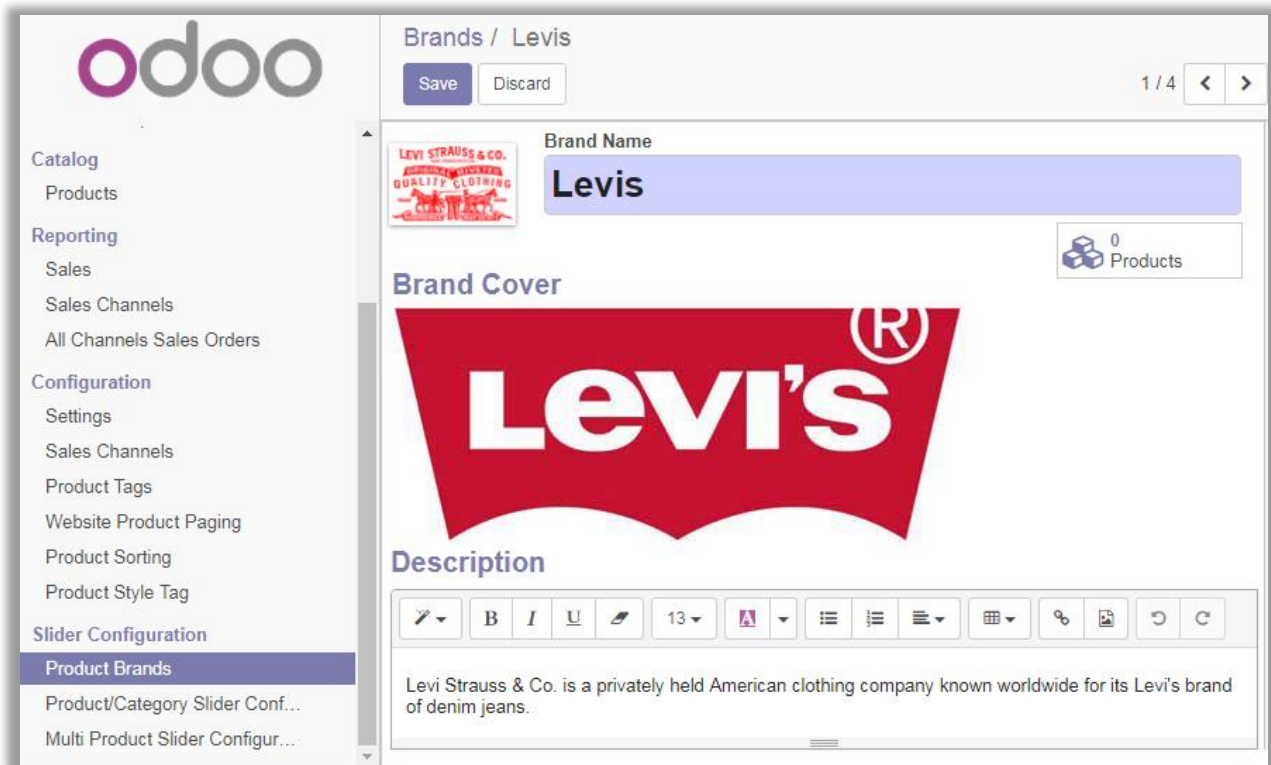 odoo
Catalog
Products
Reporting
Sales
Sales Channels
All Channels Sales Orders
Configuration
Settings
Sales Channels
Product Tags
Website Product Paging
Product Sorting
Product Style Tag
Slider Configuration
Product Brands
Product/Category Slider Conf...
Multi Product Slider Configur...
Brands / Levis
Save Discard
1 / 4
LEVI STRAUSS & CO.
ORIGINAL RIVETED
QUALITY CLOTHING
Brand Name
Levis
0
Products
Brand Cover
®
LEVI'S
Description
B I U 13 A
Levi Strauss & Co. is a privately held American clothing company known worldwide for its Levi's brand
of denim jeans.